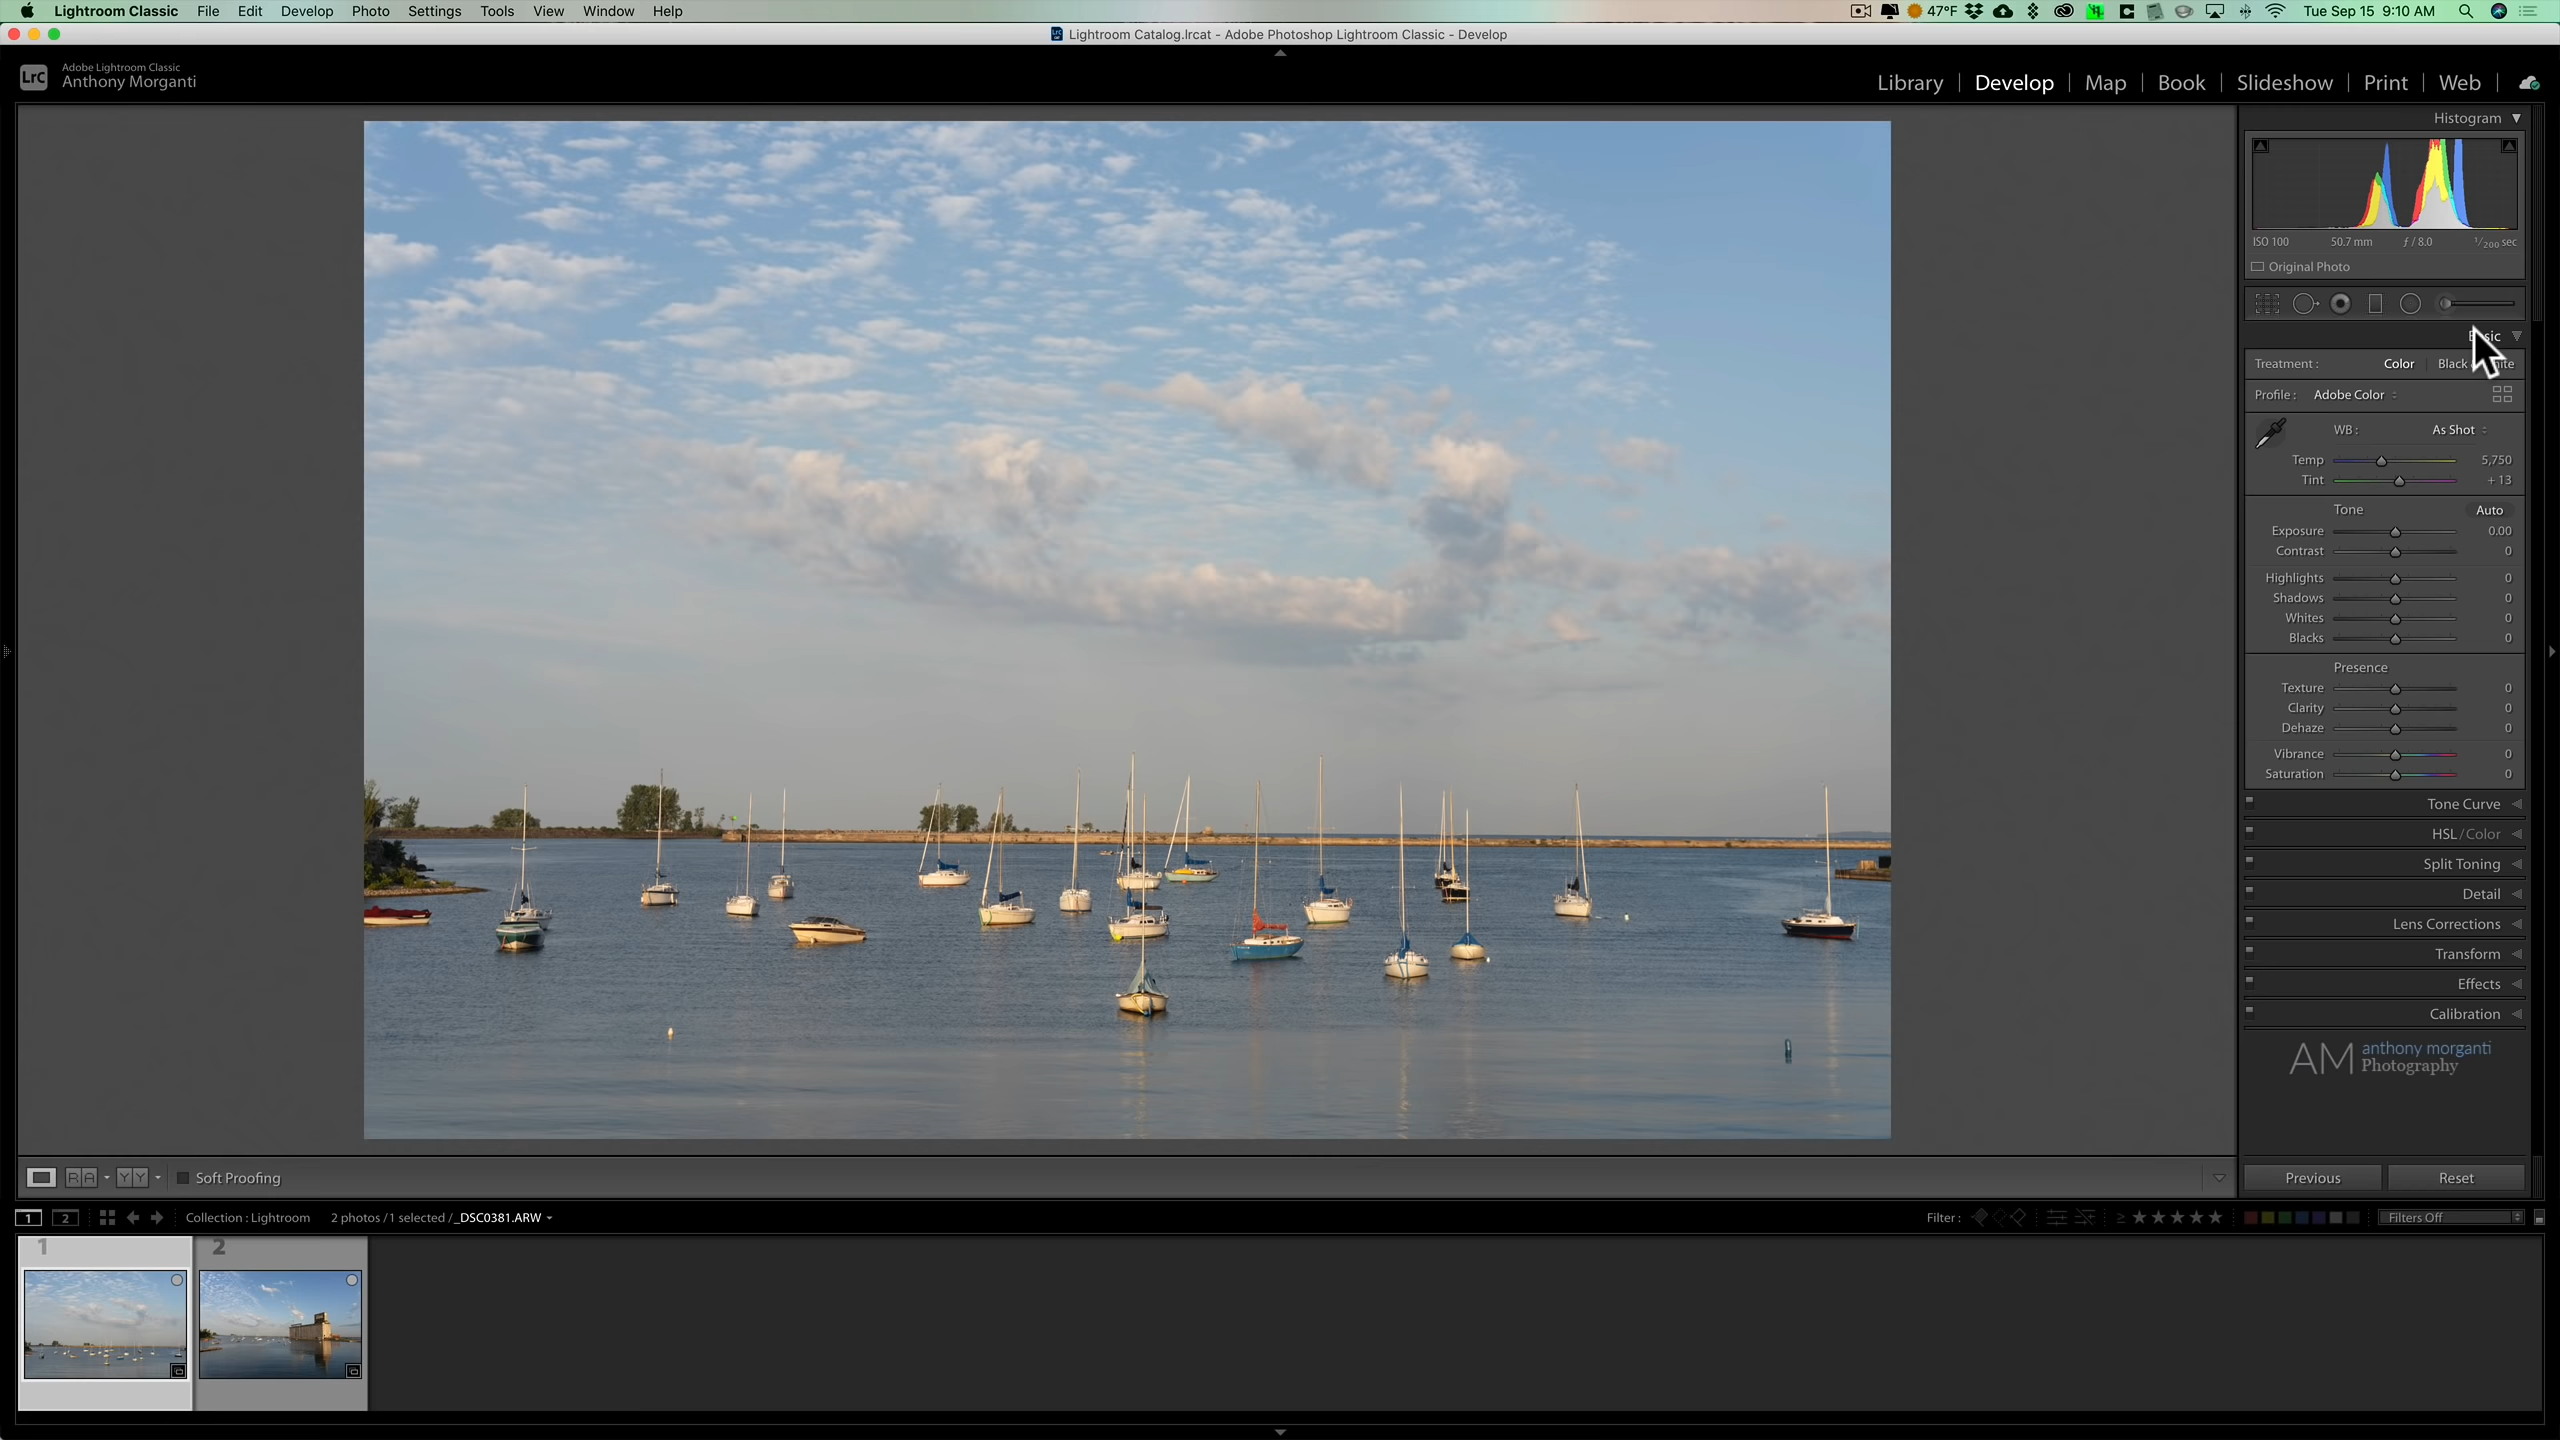 Lightroom Classic File Edit Develop Photo Settings Tools View Window Help 47°F Tue Sep 15 9:10 AM
Lightroom Catalog.lrcat - Adobe Photoshop Lightroom Classic - Develop
LrC Adobe Lightroom Classic
Anthony Morganti
Library Develop Map Book Slideshow Print Web
Histogram
ISO 100 50.7 mm ƒ / 8.0 1/200 sec
Original Photo
Treatment : Color
Profile : Adobe Color
WB : As Shot
Temp 5,750
Tint + 13
Tone Auto
Exposure 0.00
Contrast 0
Highlights 0
Shadows 0
Whites 0
Blacks 0
Presence
Texture 0
Clarity 0
Dehaze 0
Vibrance 0
Saturation 0
Tone Curve
HSL / Color
Split Toning
Detail
Lens Corrections
Transform
Effects
Calibration
AM anthony morganti
Photography
R A Y Y Soft Proofing
Previous Reset
1 2 Collection : Lightroom 2 photos / 1 selected / _DSC0381.ARW Filter : Filters Off
1 2